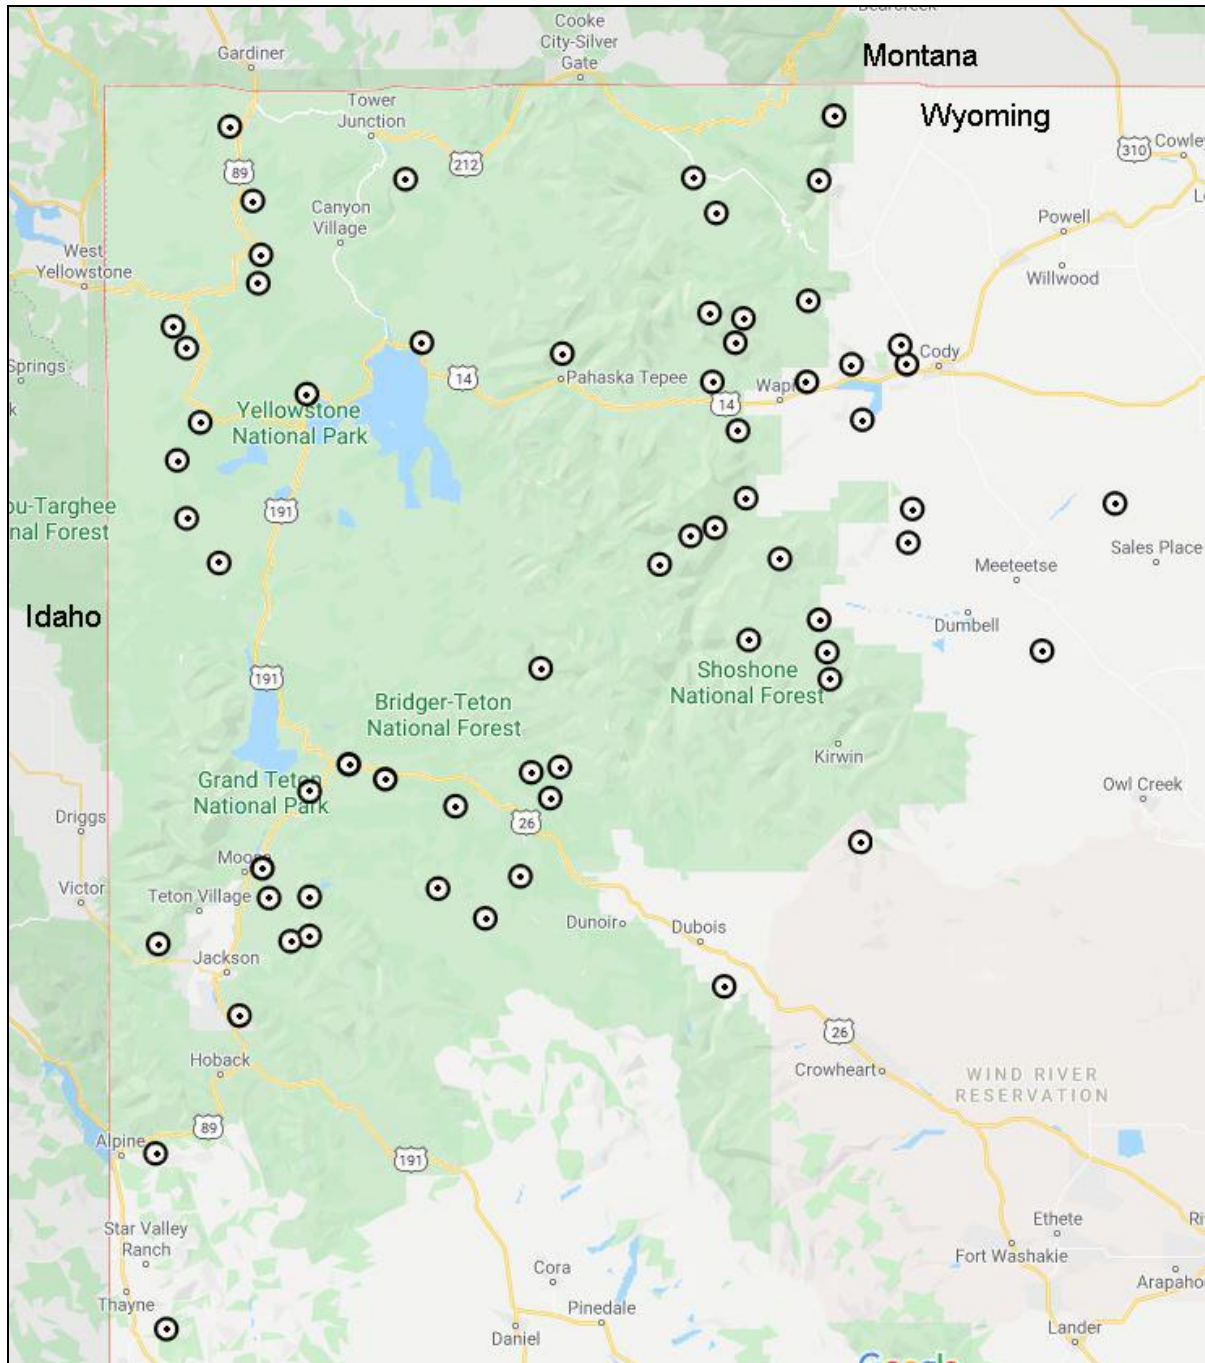 Bearcreek
Cooke
City-Silver
Gate
Montana
Gardiner
Tower
Junction
Wyoming
310
Cowley
212
89
Canyon
Village
Powell
West
Yellowstone
Willwood
Springs
Cody
14
Pahaska Tepee
14
Yellowstone
National Park
191
Sales Place
Meeteetse
Idaho
Dumbell
191
Shoshone
National Forest
Bridger-Teton
National Forest
Kirwin
Grand Teton
National Park
Owl Creek
Driggs
26
Moose
Victor
Teton Village
Dunoir
Dubois
Jackson
26
Hoback
Crowheart
WIND RIVER
RESERVATION
89
Alpine
191
Star Valley
Ranch
Ethete
Fort Washakie
Cora
Thayne
Pinedale
Daniel
Lander
Google